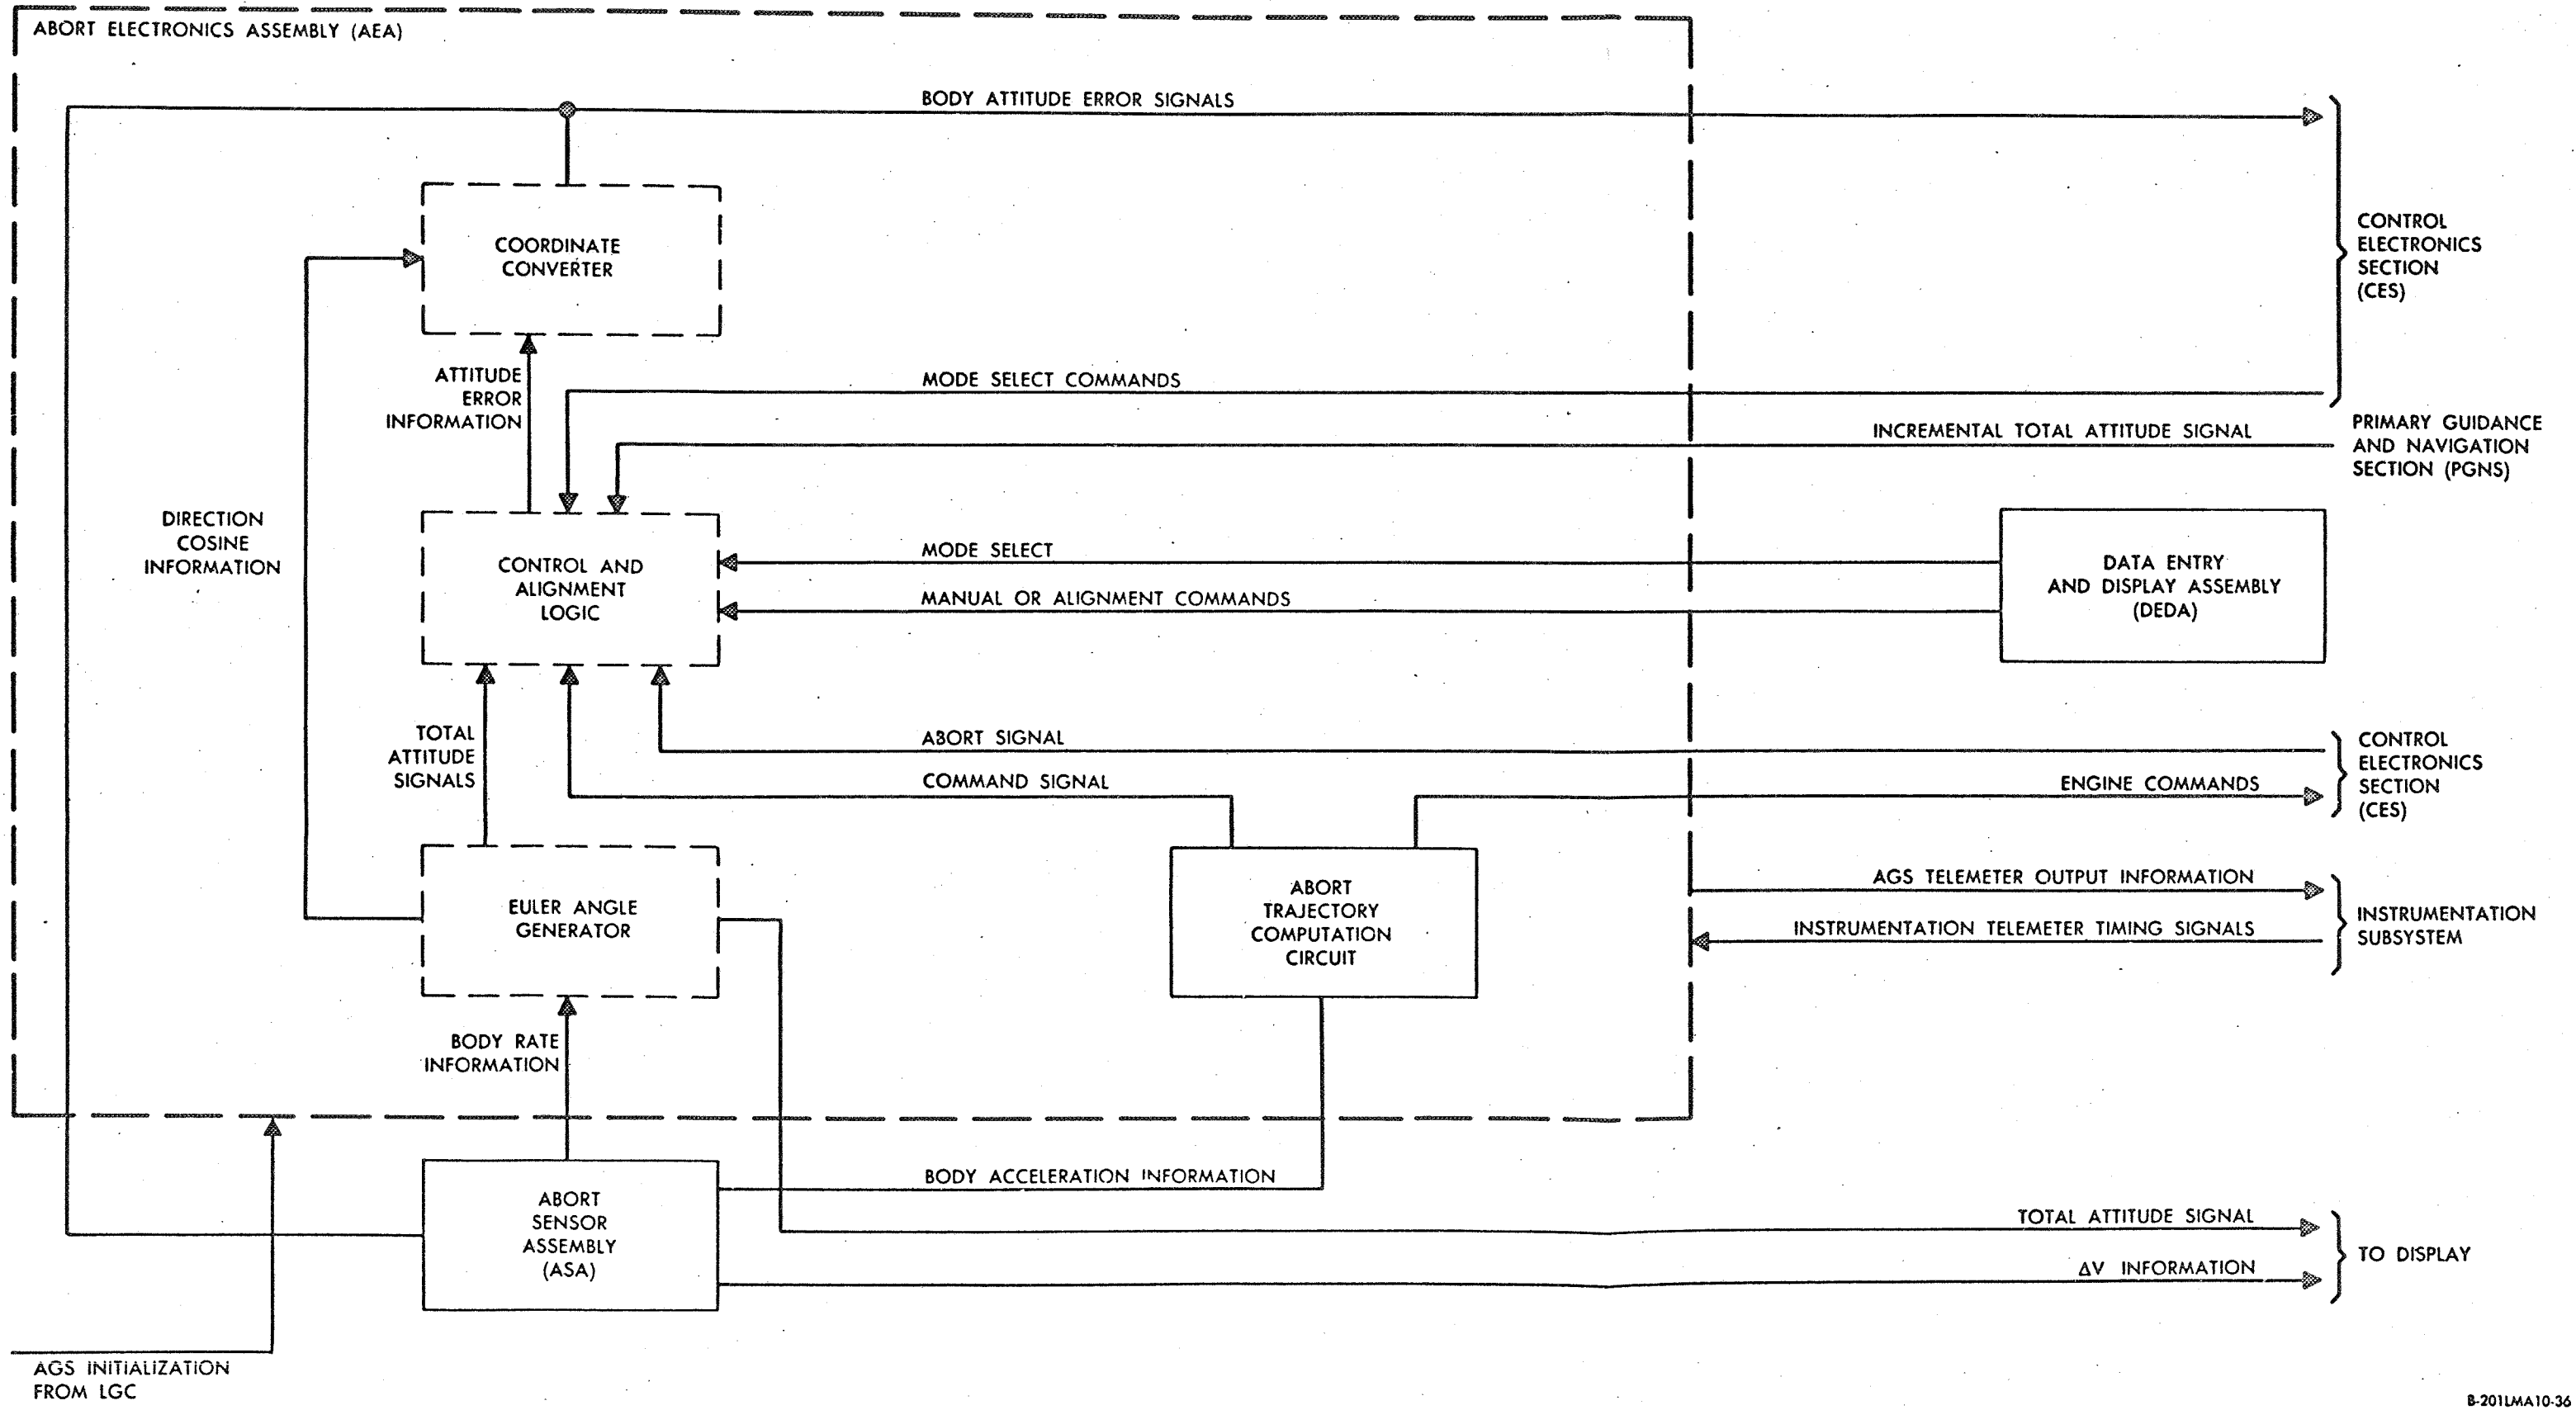 ABORT ELECTRONICS ASSEMBLY (AEA)
BODY ATTITUDE ERROR SIGNALS
COORDINATE
CONVERTER
CONTROL
ELECTRONICS
SECTION
(CES)
ATTITUDE
ERROR
INFORMATION
MODE SELECT COMMANDS
INCREMENTAL TOTAL ATTITUDE SIGNAL
PRIMARY GUIDANCE
AND NAVIGATION
SECTION (PGNS)
DIRECTION
COSINE
INFORMATION
CONTROL AND
ALIGNMENT
LOGIC
MODE SELECT
MANUAL OR ALIGNMENT COMMANDS
DATA ENTRY
AND DISPLAY ASSEMBLY
(DEDA)
TOTAL
ATTITUDE
SIGNALS
ABORT SIGNAL
COMMAND SIGNAL
ENGINE COMMANDS
CONTROL
ELECTRONICS
SECTION
(CES)
EULER ANGLE
GENERATOR
ABORT
TRAJECTORY
COMPUTATION
CIRCUIT
AGS TELEMETER OUTPUT INFORMATION
INSTRUMENTATION TELEMETER TIMING SIGNALS
INSTRUMENTATION
SUBSYSTEM
BODY RATE
INFORMATION
ABORT
SENSOR
ASSEMBLY
(ASA)
BODY ACCELERATION INFORMATION
TOTAL ATTITUDE SIGNAL
ΔV INFORMATION
TO DISPLAY
AGS INITIALIZATION
FROM LGC
B-201LMA10-36